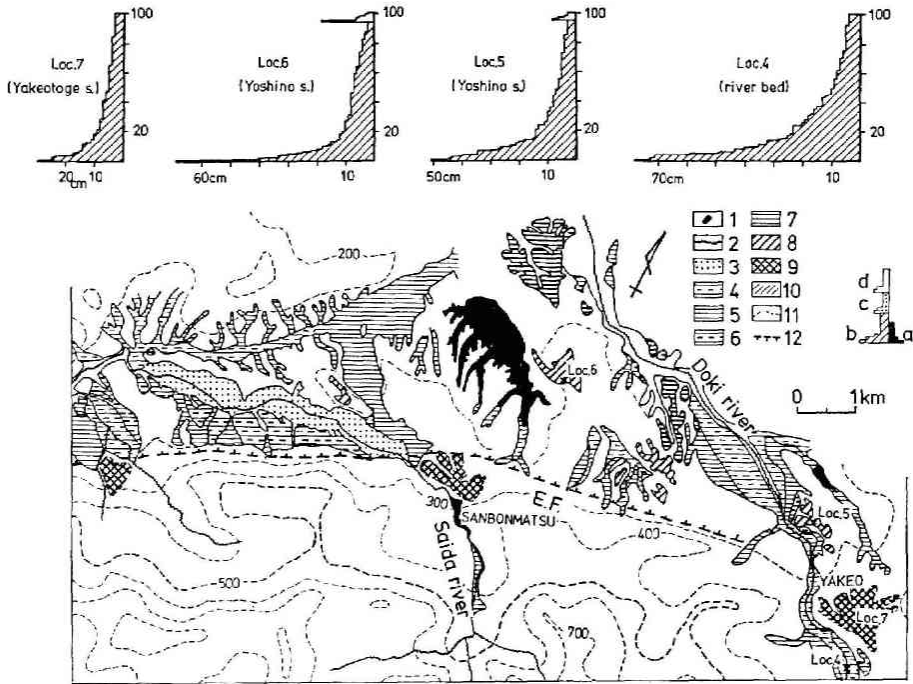 100
20
Loc.7
(Yakeotoge s.)
20 10
cm
100
20
Loc.6
(Yoshino s.)
60cm
10
100
20
Loc.5
(Yoshino s.)
50cm
10
100
20
Loc.4
(river bed)
70cm
10
1
2
3
4
5
6
7
8
9
10
11
12
d
c
b
a
0 1km
200
Loc.6
Doki river
300
SANBONMATSU
E.F.
400
Loc.5
Saida river
500
700
YAKEO
Loc.7
Loc.4